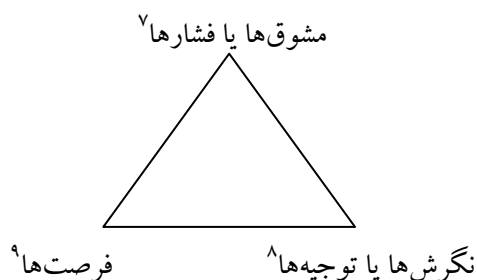 مشوق‌ها یا فشارها۷
نگرش‌ها یا توجیه‌ها۸
فرصت‌ها۹